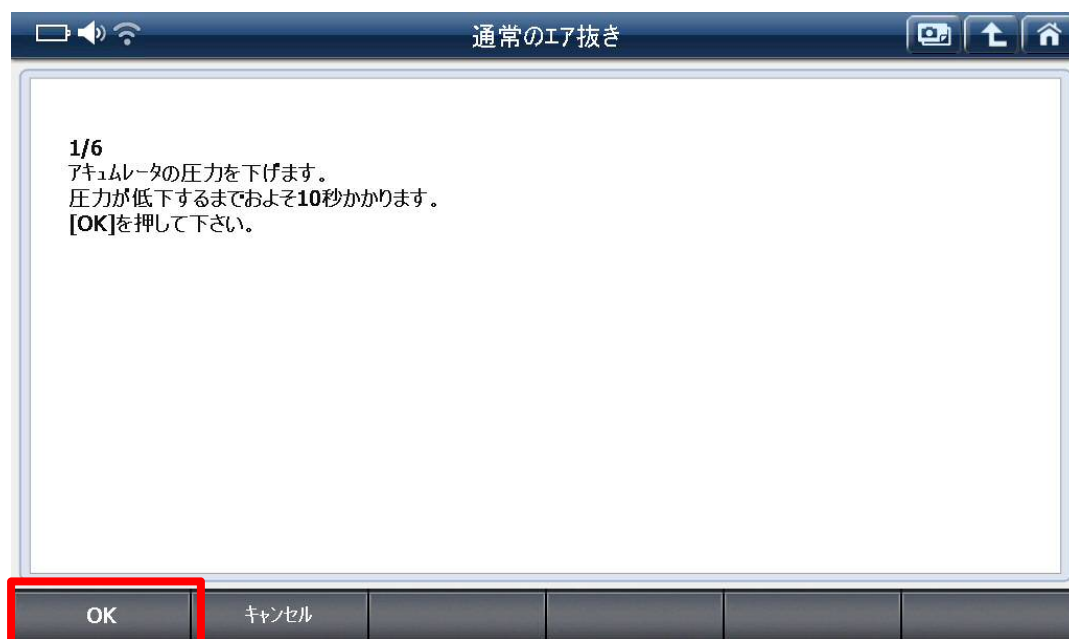 通常のｴｱ抜き
1/6
ｱｷｭﾑﾚｰﾀの圧力を下げます。
圧力が低下するまでおよそ10秒かかります。
[OK]を押して下さい。
OK
ｷｬﾝｾﾙ